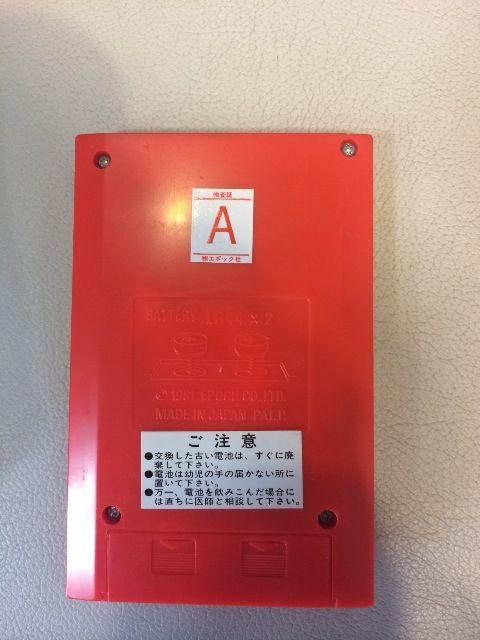 検査証
A
㈱エポック社
BATTERY LR44×2
© 1981 EPOCH CO., LTD.
MADE IN JAPAN PAT.P.
ご注意
●交換した古い電池は、すぐに廃
棄して下さい。
●電池は幼児の手の届かない所に
置いて下さい。
●万一、電池を飲みこんだ場合に
は直ちに医師と相談して下さい。